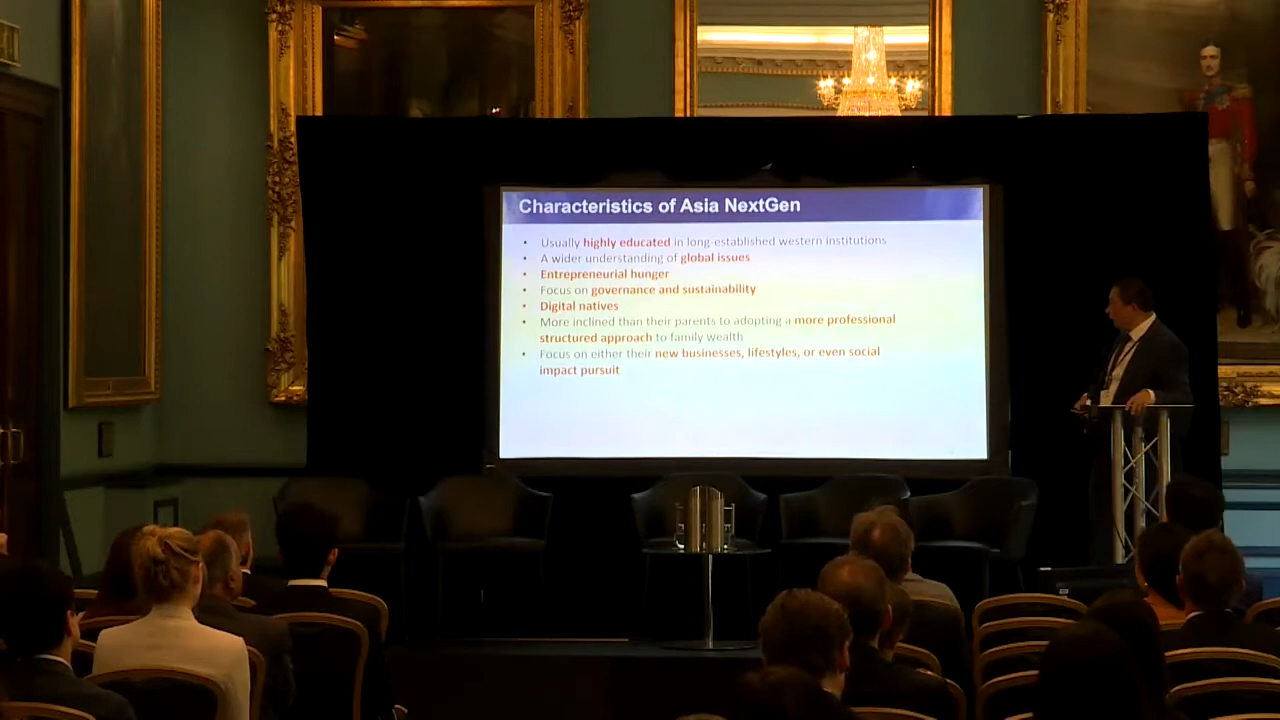 Characteristics of Asia NextGen
• Usually highly educated in long-established western institutions
• A wider understanding of global issues
• Entrepreneurial hunger
• Focus on governance and sustainability
• Digital natives
• More inclined than their parents to adopting a more professional
structured approach to family wealth
• Focus on either their new businesses, lifestyles, or even social
impact pursuit